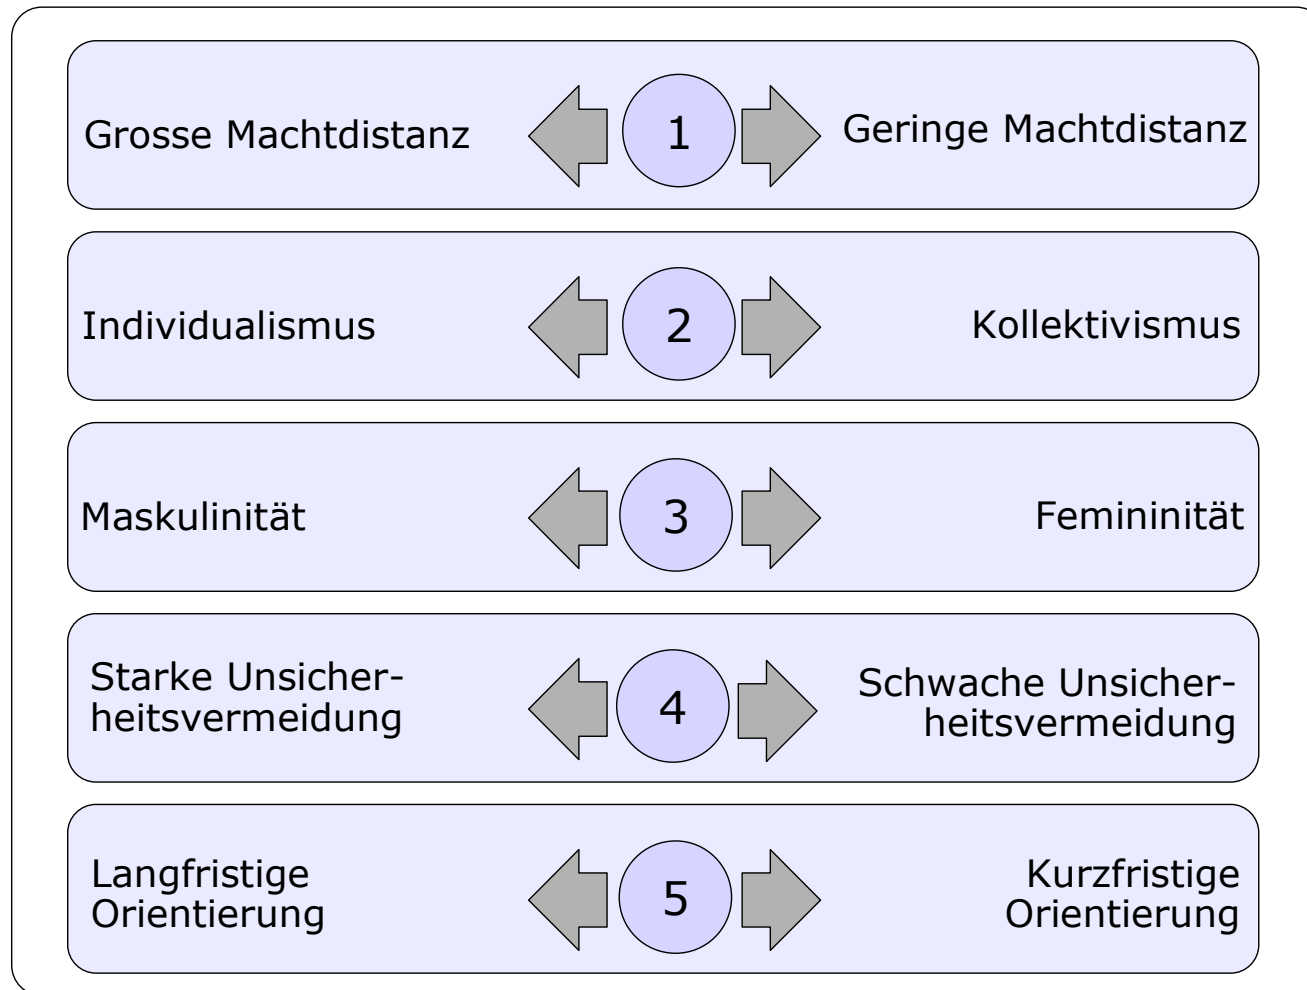 Grosse Machtdistanz
1
Geringe Machtdistanz
Individualismus
2
Kollektivismus
Maskulinität
3
Femininität
Starke Unsicher-
heitsvermeidung
4
Schwache Unsicher-
heitsvermeidung
Langfristige
Orientierung
5
Kurzfristige
Orientierung